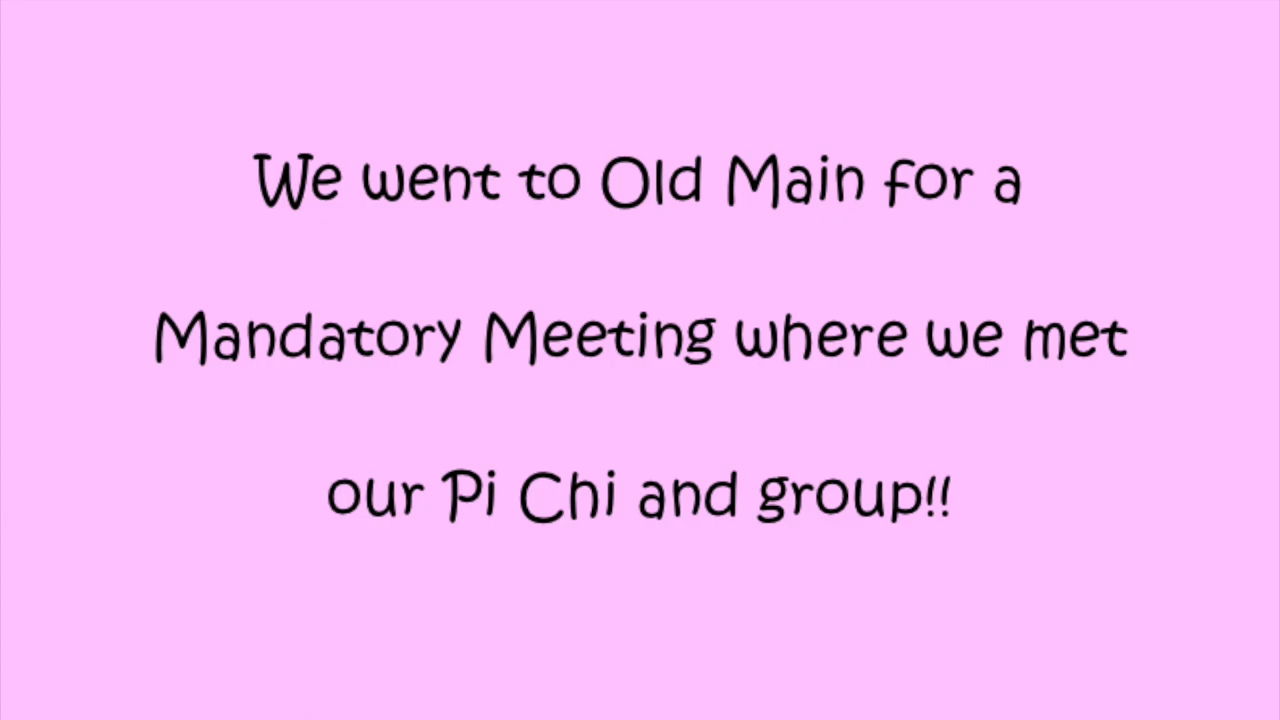 We went to Old Main for a
Mandatory Meeting where we met
our Pi Chi and group!!